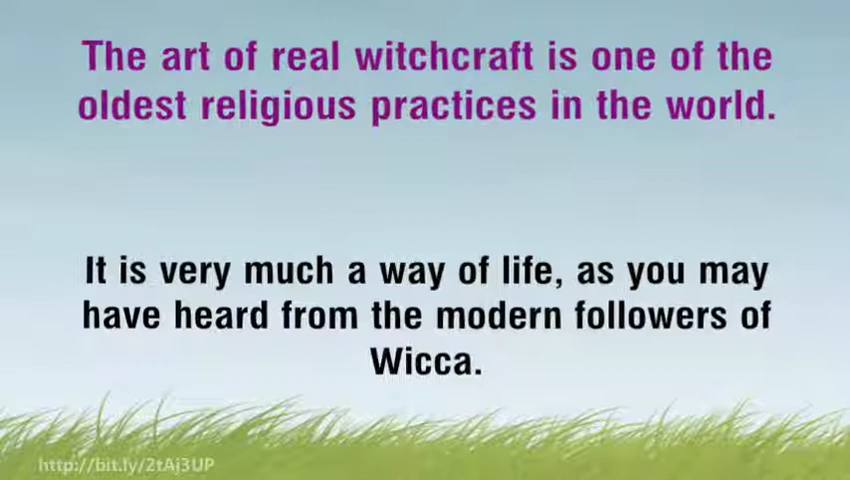 The art of real witchcraft is one of the
oldest religious practices in the world.
It is very much a way of life, as you may
have heard from the modern followers of
Wicca.
http://bit.ly/2tAj3UP